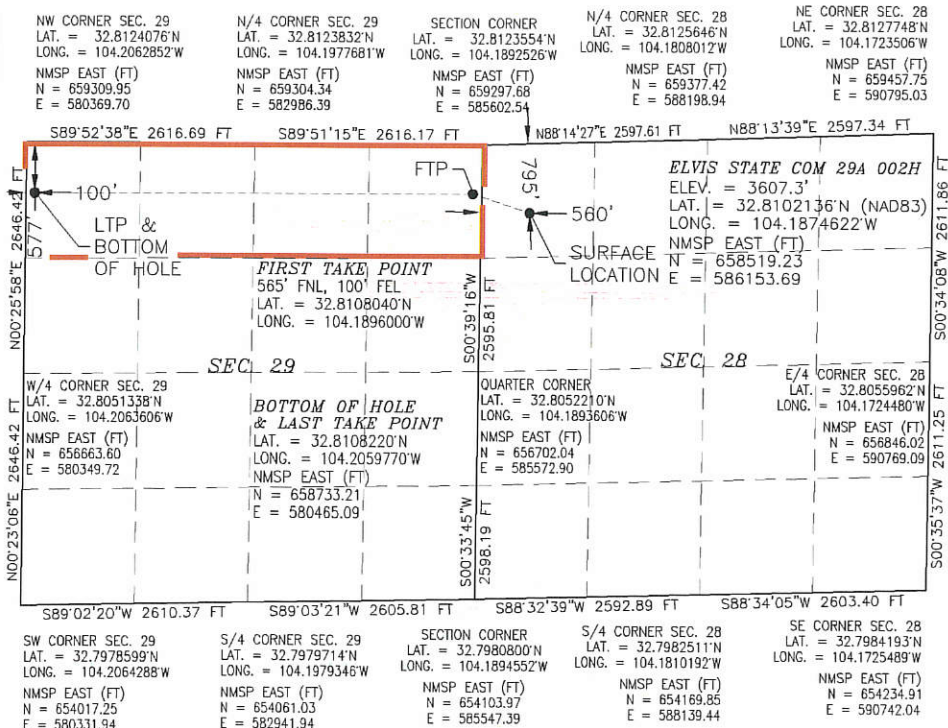 NW CORNER SEC. 29
LAT. = 32.8124076'N
LONG. = 104.2062852'W
NMSP EAST (FT)
N = 659309.95
E = 580369.70
N/4 CORNER SEC. 29
LAT. = 32.8123832'N
LONG. = 104.1977681'W
NMSP EAST (FT)
N = 659304.34
E = 582986.39
SECTION CORNER
LAT. = 32.8123554'N
LONG. = 104.1892526'W
NMSP EAST (FT)
N = 659297.68
E = 585602.54
N/4 CORNER SEC. 28
LAT. = 32.8125646'N
LONG. = 104.1808012'W
NMSP EAST (FT)
N = 659377.42
E = 588198.94
NE CORNER SEC. 28
LAT. = 32.8127748'N
LONG. = 104.1723506'W
NMSP EAST (FT)
N = 659457.75
E = 590795.03
S89°52'38"E 2616.69 FT
S89°51'15"E 2616.17 FT
N88°14'27"E 2597.61 FT
N88°13'39"E 2597.34 FT
N00°25'58"E 2646.42 FT
577'
100'
LTP &
BOTTOM
OF HOLE
FTP
795'
560'
SURFACE
LOCATION
ELVIS STATE COM 29A 002H
ELEV. = 3607.3'
LAT. = 32.8102136'N (NAD83)
LONG. = 104.1874622'W
NMSP EAST (FT)
N = 658519.23
E = 586153.69
S00°34'08"W 2611.86 FT
FIRST TAKE POINT
565' FNL, 100' FEL
LAT. = 32.8108040'N
LONG. = 104.1896000'W
S00°39'16"W
2595.81 FT
SEC. 29
SEC. 28
W/4 CORNER SEC. 29
LAT. = 32.8051338'N
LONG. = 104.2063606'W
NMSP EAST (FT)
N = 656663.60
E = 580349.72
BOTTOM OF HOLE
& LAST TAKE POINT
LAT. = 32.8108220'N
LONG. = 104.2059770'W
NMSP EAST (FT)
N = 658733.21
E = 580465.09
QUARTER CORNER
LAT. = 32.8052210'N
LONG. = 104.1893606'W
NMSP EAST (FT)
N = 656702.04
E = 585572.90
E/4 CORNER SEC. 28
LAT. = 32.8055962'N
LONG. = 104.1724480'W
NMSP EAST (FT)
N = 656846.02
E = 590769.09
N00°23'06"E 2646.42 FT
S00°33'45"W
2598.19 FT
S00°35'37"W 2611.25 FT
S89°02'20"W 2610.37 FT
S89°03'21"W 2605.81 FT
S88°32'39"W 2592.89 FT
S88°34'05"W 2603.40 FT
SW CORNER SEC. 29
LAT. = 32.7978599'N
LONG. = 104.2064288'W
NMSP EAST (FT)
N = 654017.25
E = 580331.94
S/4 CORNER SEC. 29
LAT. = 32.7979714'N
LONG. = 104.1979346'W
NMSP EAST (FT)
N = 654061.03
E = 582941.94
SECTION CORNER
LAT. = 32.7980800'N
LONG. = 104.1894552'W
NMSP EAST (FT)
N = 654103.97
E = 585547.39
S/4 CORNER SEC. 28
LAT. = 32.7982511'N
LONG. = 104.1810192'W
NMSP EAST (FT)
N = 654169.85
E = 588139.44
SE CORNER SEC. 28
LAT. = 32.7984193'N
LONG. = 104.1725489'W
NMSP EAST (FT)
N = 654234.91
E = 590742.04